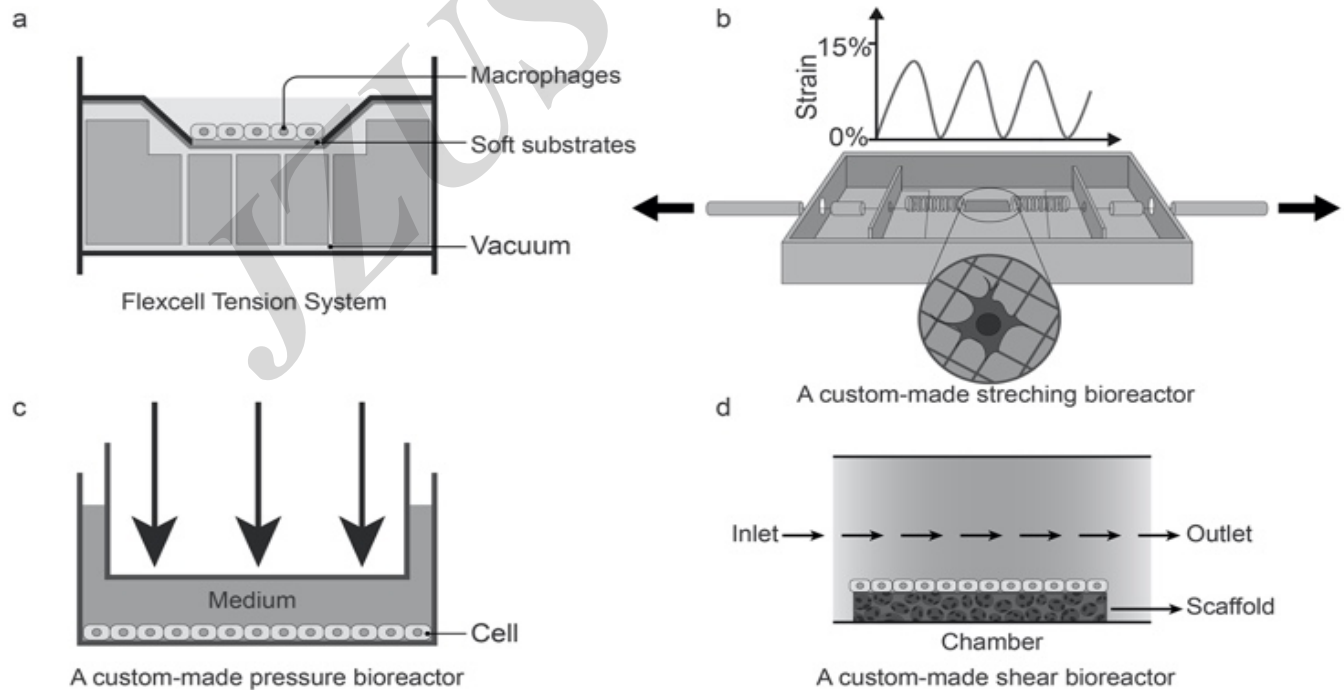 a
Macrophages
Soft substrates
Vacuum
Flexcell Tension System
b
15%
Strain
0%
A custom-made streching bioreactor
c
Medium
Cell
A custom-made pressure bioreactor
d
Inlet
Outlet
Scaffold
Chamber
A custom-made shear bioreactor
JZUS